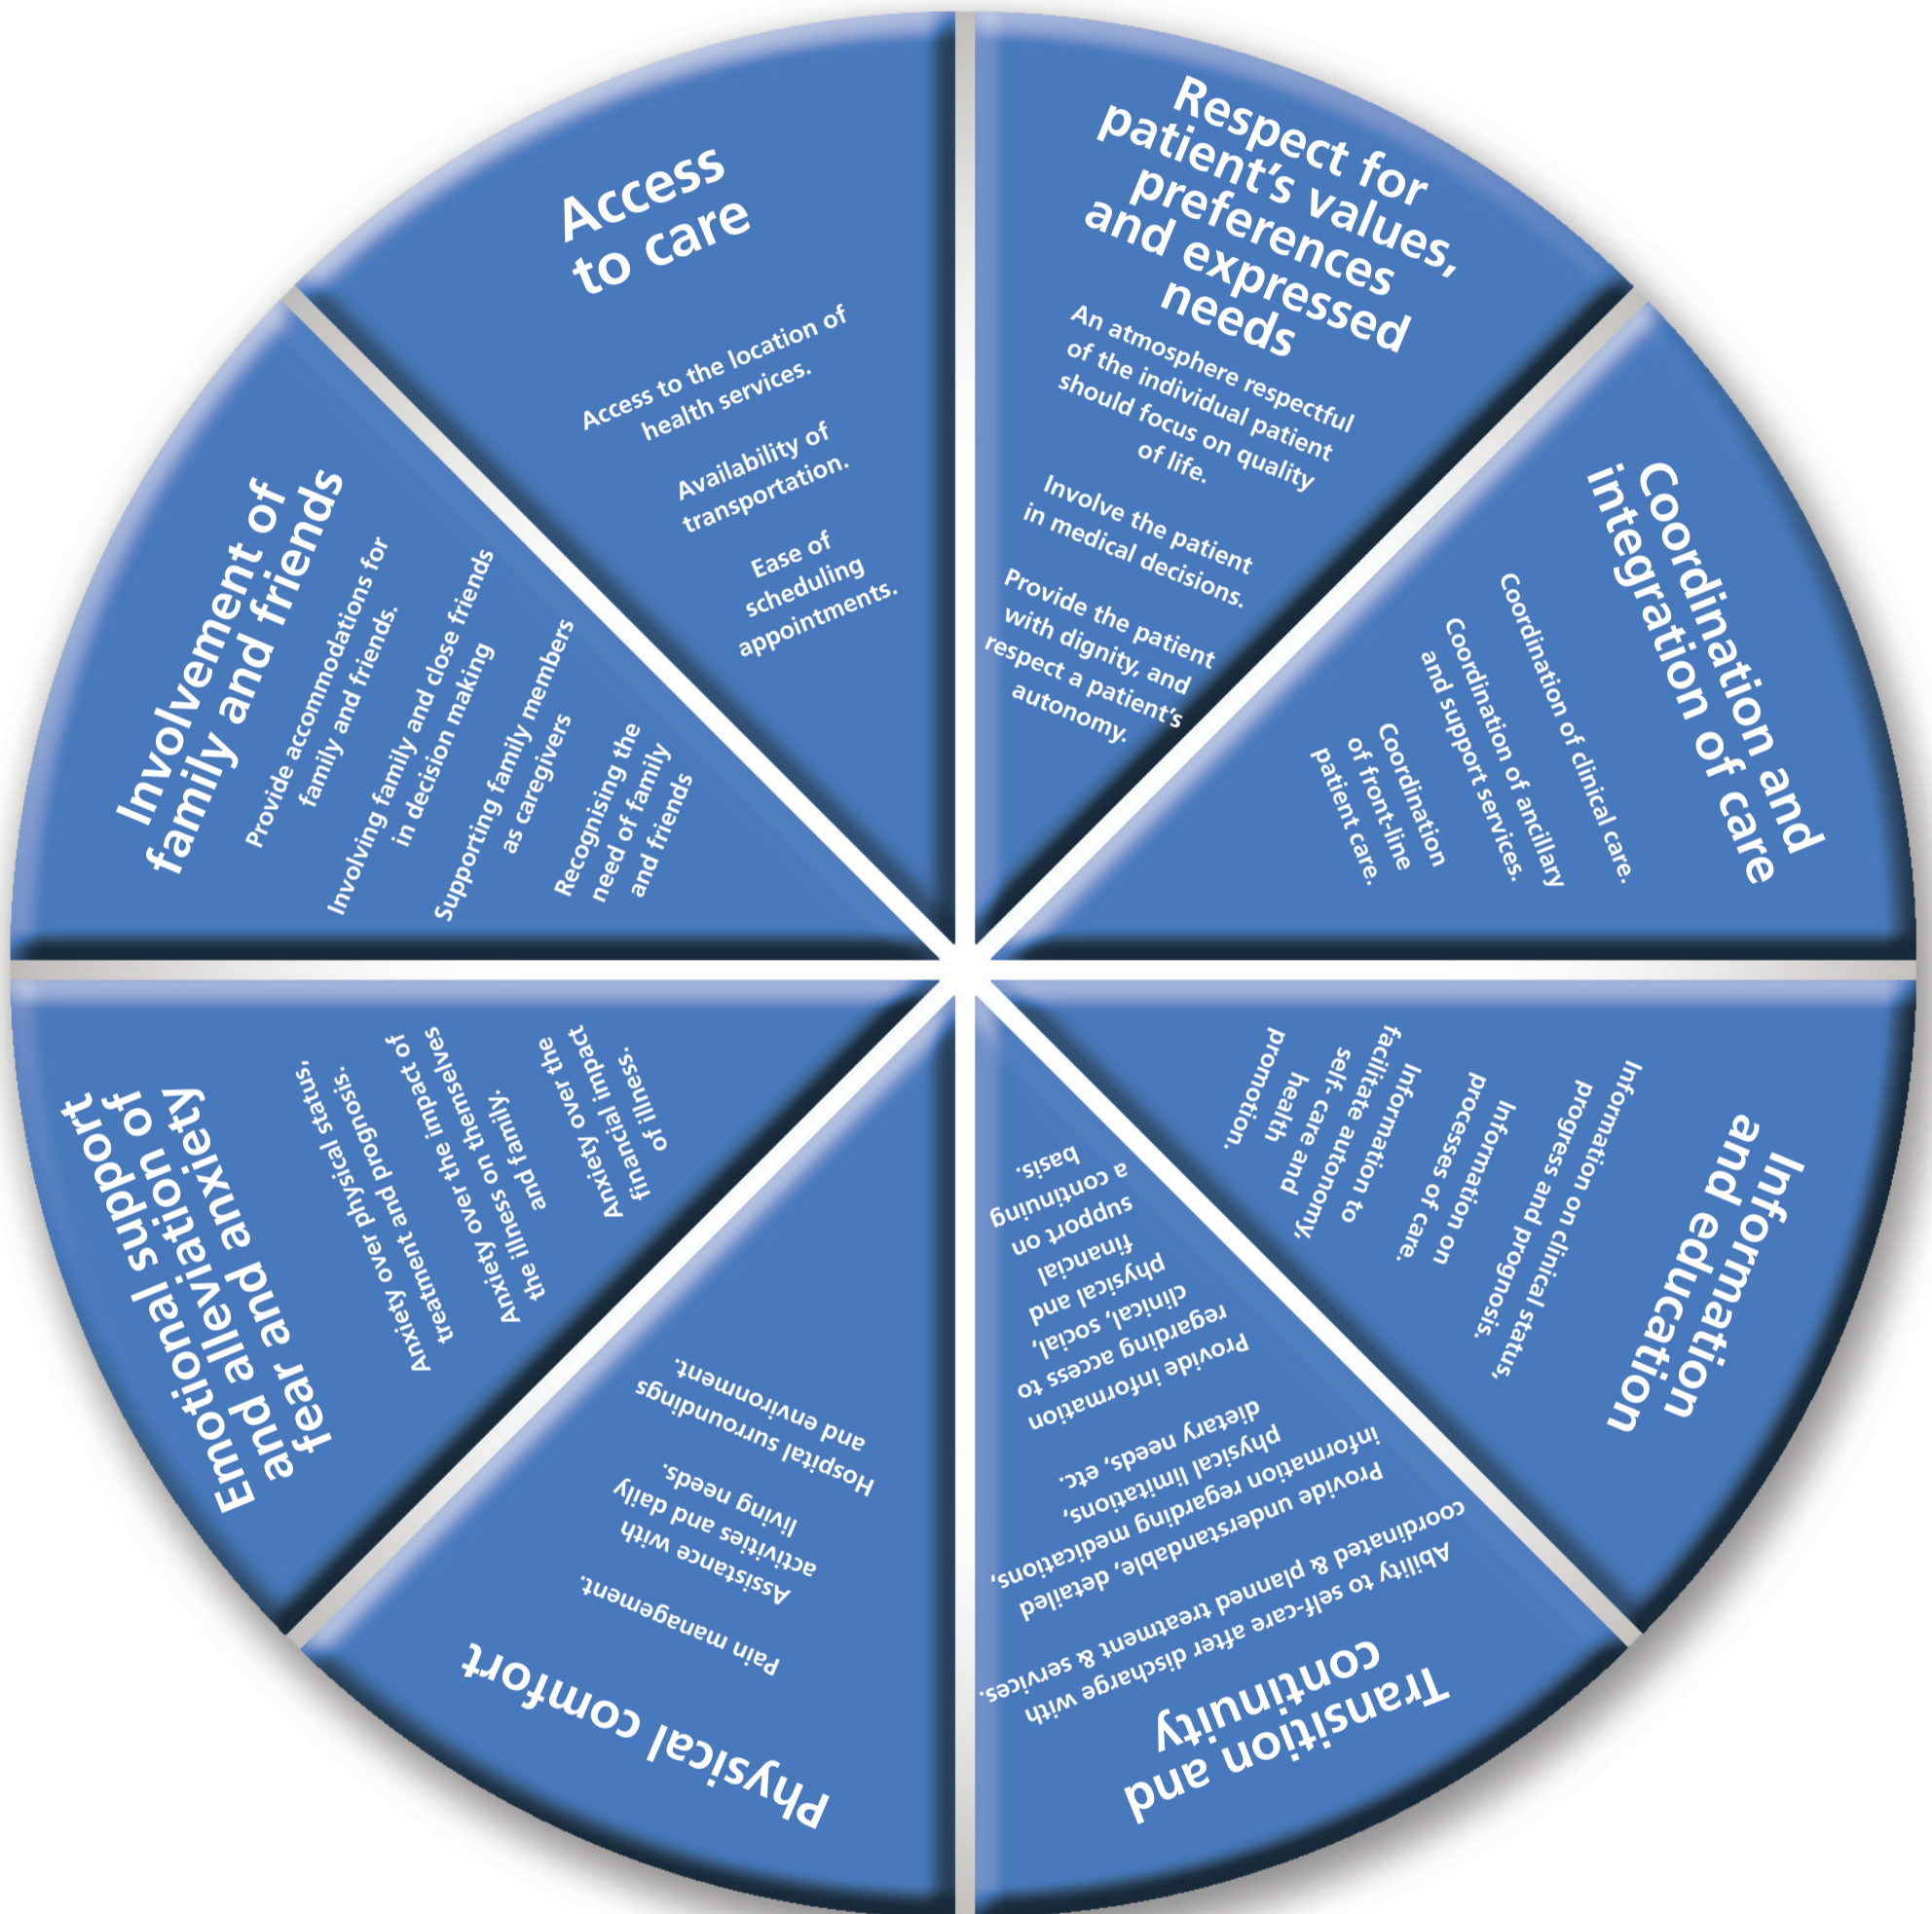 Respect for
patient's values,
preferences
and expressed
needs
An atmosphere respectful
of the individual patient
should focus on quality
of life.
Involve the patient
in medical decisions.
Provide the patient
with dignity, and
respect a patient's
autonomy.
Coordination and
integration of care
Coordination of clinical care.
Coordination of ancillary
and support services.
Coordination
of front-line
patient care.
Information
and education
Information on clinical status,
progress and prognosis.
Information on
processes of care.
Information to
facilitate autonomy,
self- care and
health
promotion.
Transition and
continuity
Ability to self-care after discharge with
coordinated & planned treatment & services.
Provide understandable, detailed
information regarding medications,
physical limitations,
dietary needs, etc.
Provide information
regarding access to
clinical, social,
physical and
financial
support on
a continuing
basis.
Physical comfort
Pain management.
Assistance with
activities and daily
living needs.
Hospital surroundings
and environment.
Emotional support
and alleviation of
fear and anxiety
Anxiety over physical status,
treatment and prognosis.
Anxiety over the impact of
the illness on themselves
and family.
Anxiety over the
financial impact
of illness.
Involvement of
family and friends
Provide accommodations for
family and friends.
Involving family and close friends
in decision making
Supporting family members
as caregivers
Recognising the
need of family
and friends
Access
to care
Access to the location of
health services.
Availability of
transportation.
Ease of
scheduling
appointments.